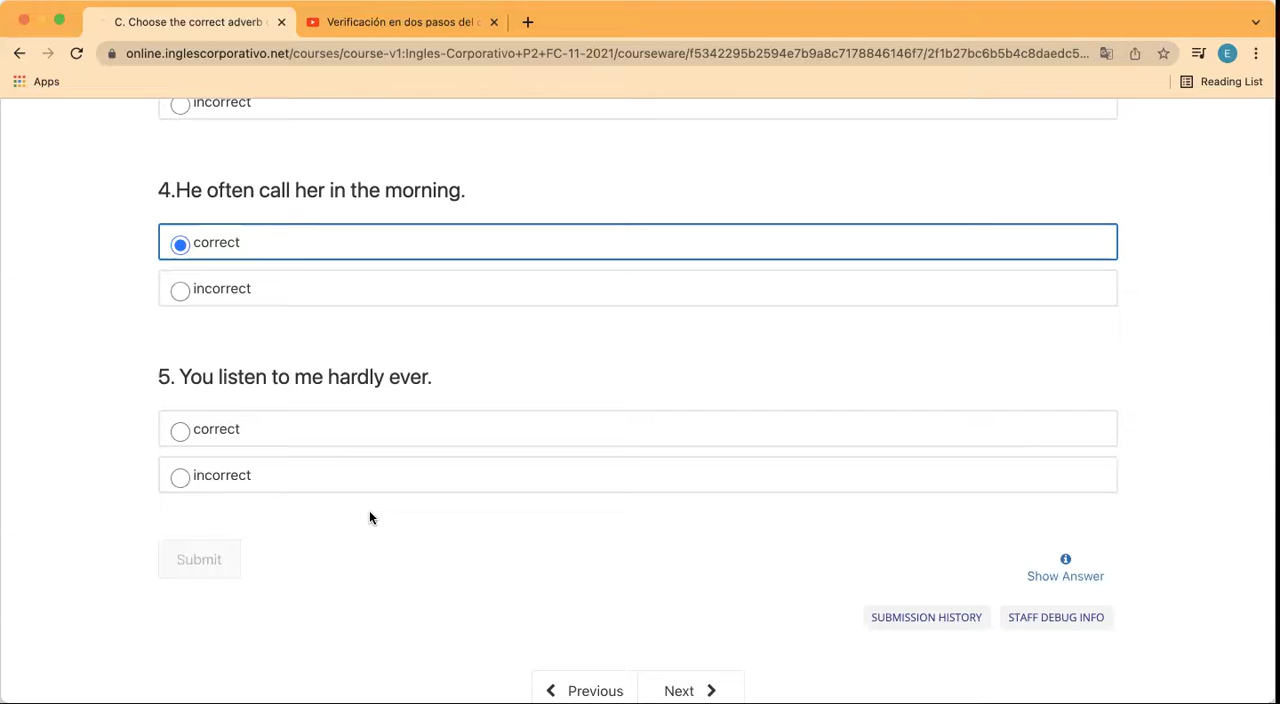 C. Choose the correct adverb
Verificación en dos pasos del
online.inglescorporativo.net/courses/course-v1:Ingles-Corporativo+P2+FC-11-2021/courseware/f5342295b2594e7b9a8c7178846146f7/2f1b27bc6b5b4c8daedc5...
E
Apps
Reading List
incorrect
4.He often call her in the morning.
correct
incorrect
5. You listen to me hardly ever.
correct
incorrect
Submit
Show Answer
SUBMISSION HISTORY
STAFF DEBUG INFO
Previous
Next